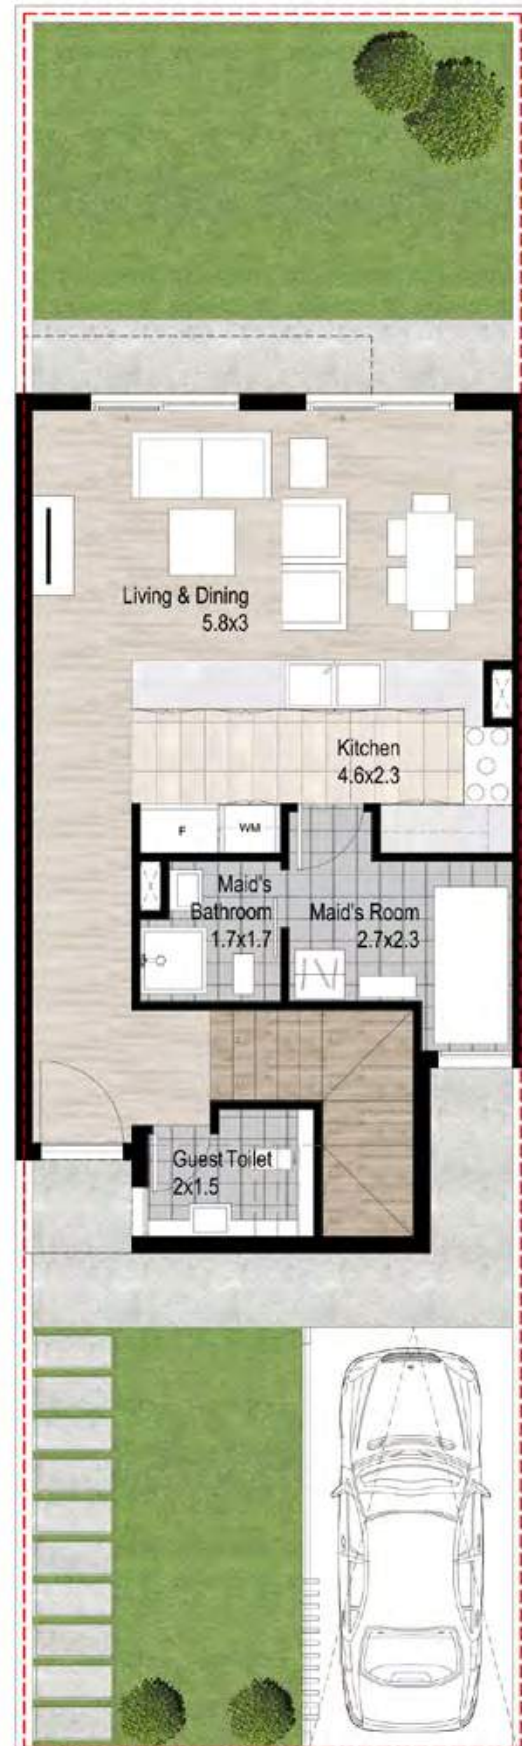 Living & Dining
5.8x3
Kitchen
4.6x2.3
F
WM
Maid's
Bathroom
1.7x1.7
Maid's Room
2.7x2.3
Guest Toilet
2x1.5